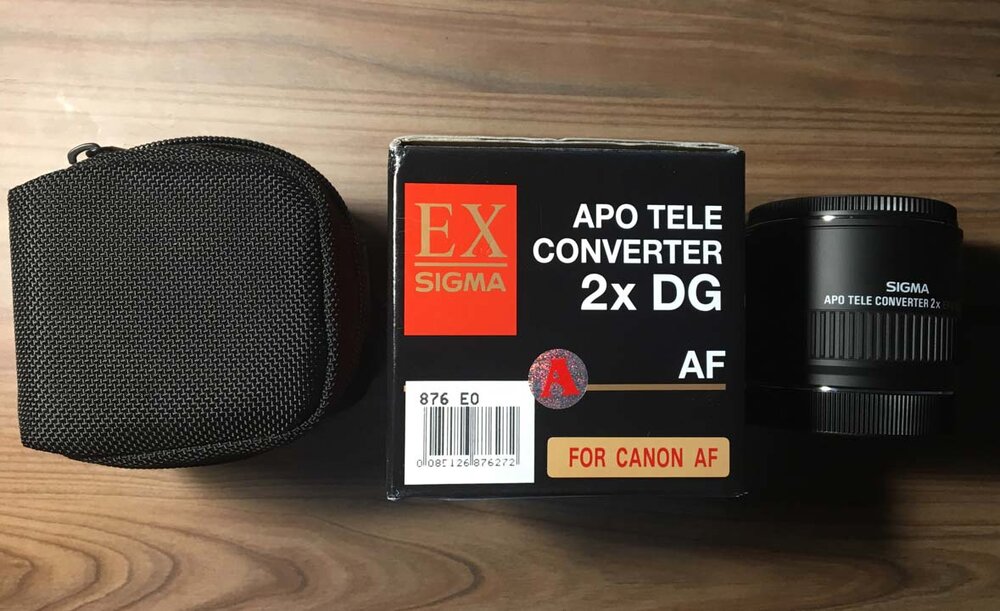 EX
SIGMA
APO TELE
CONVERTER
2x DG
AF
A
876 EO
0 085126 876272
FOR CANON AF
SIGMA
APO TELE CONVERTER 2x